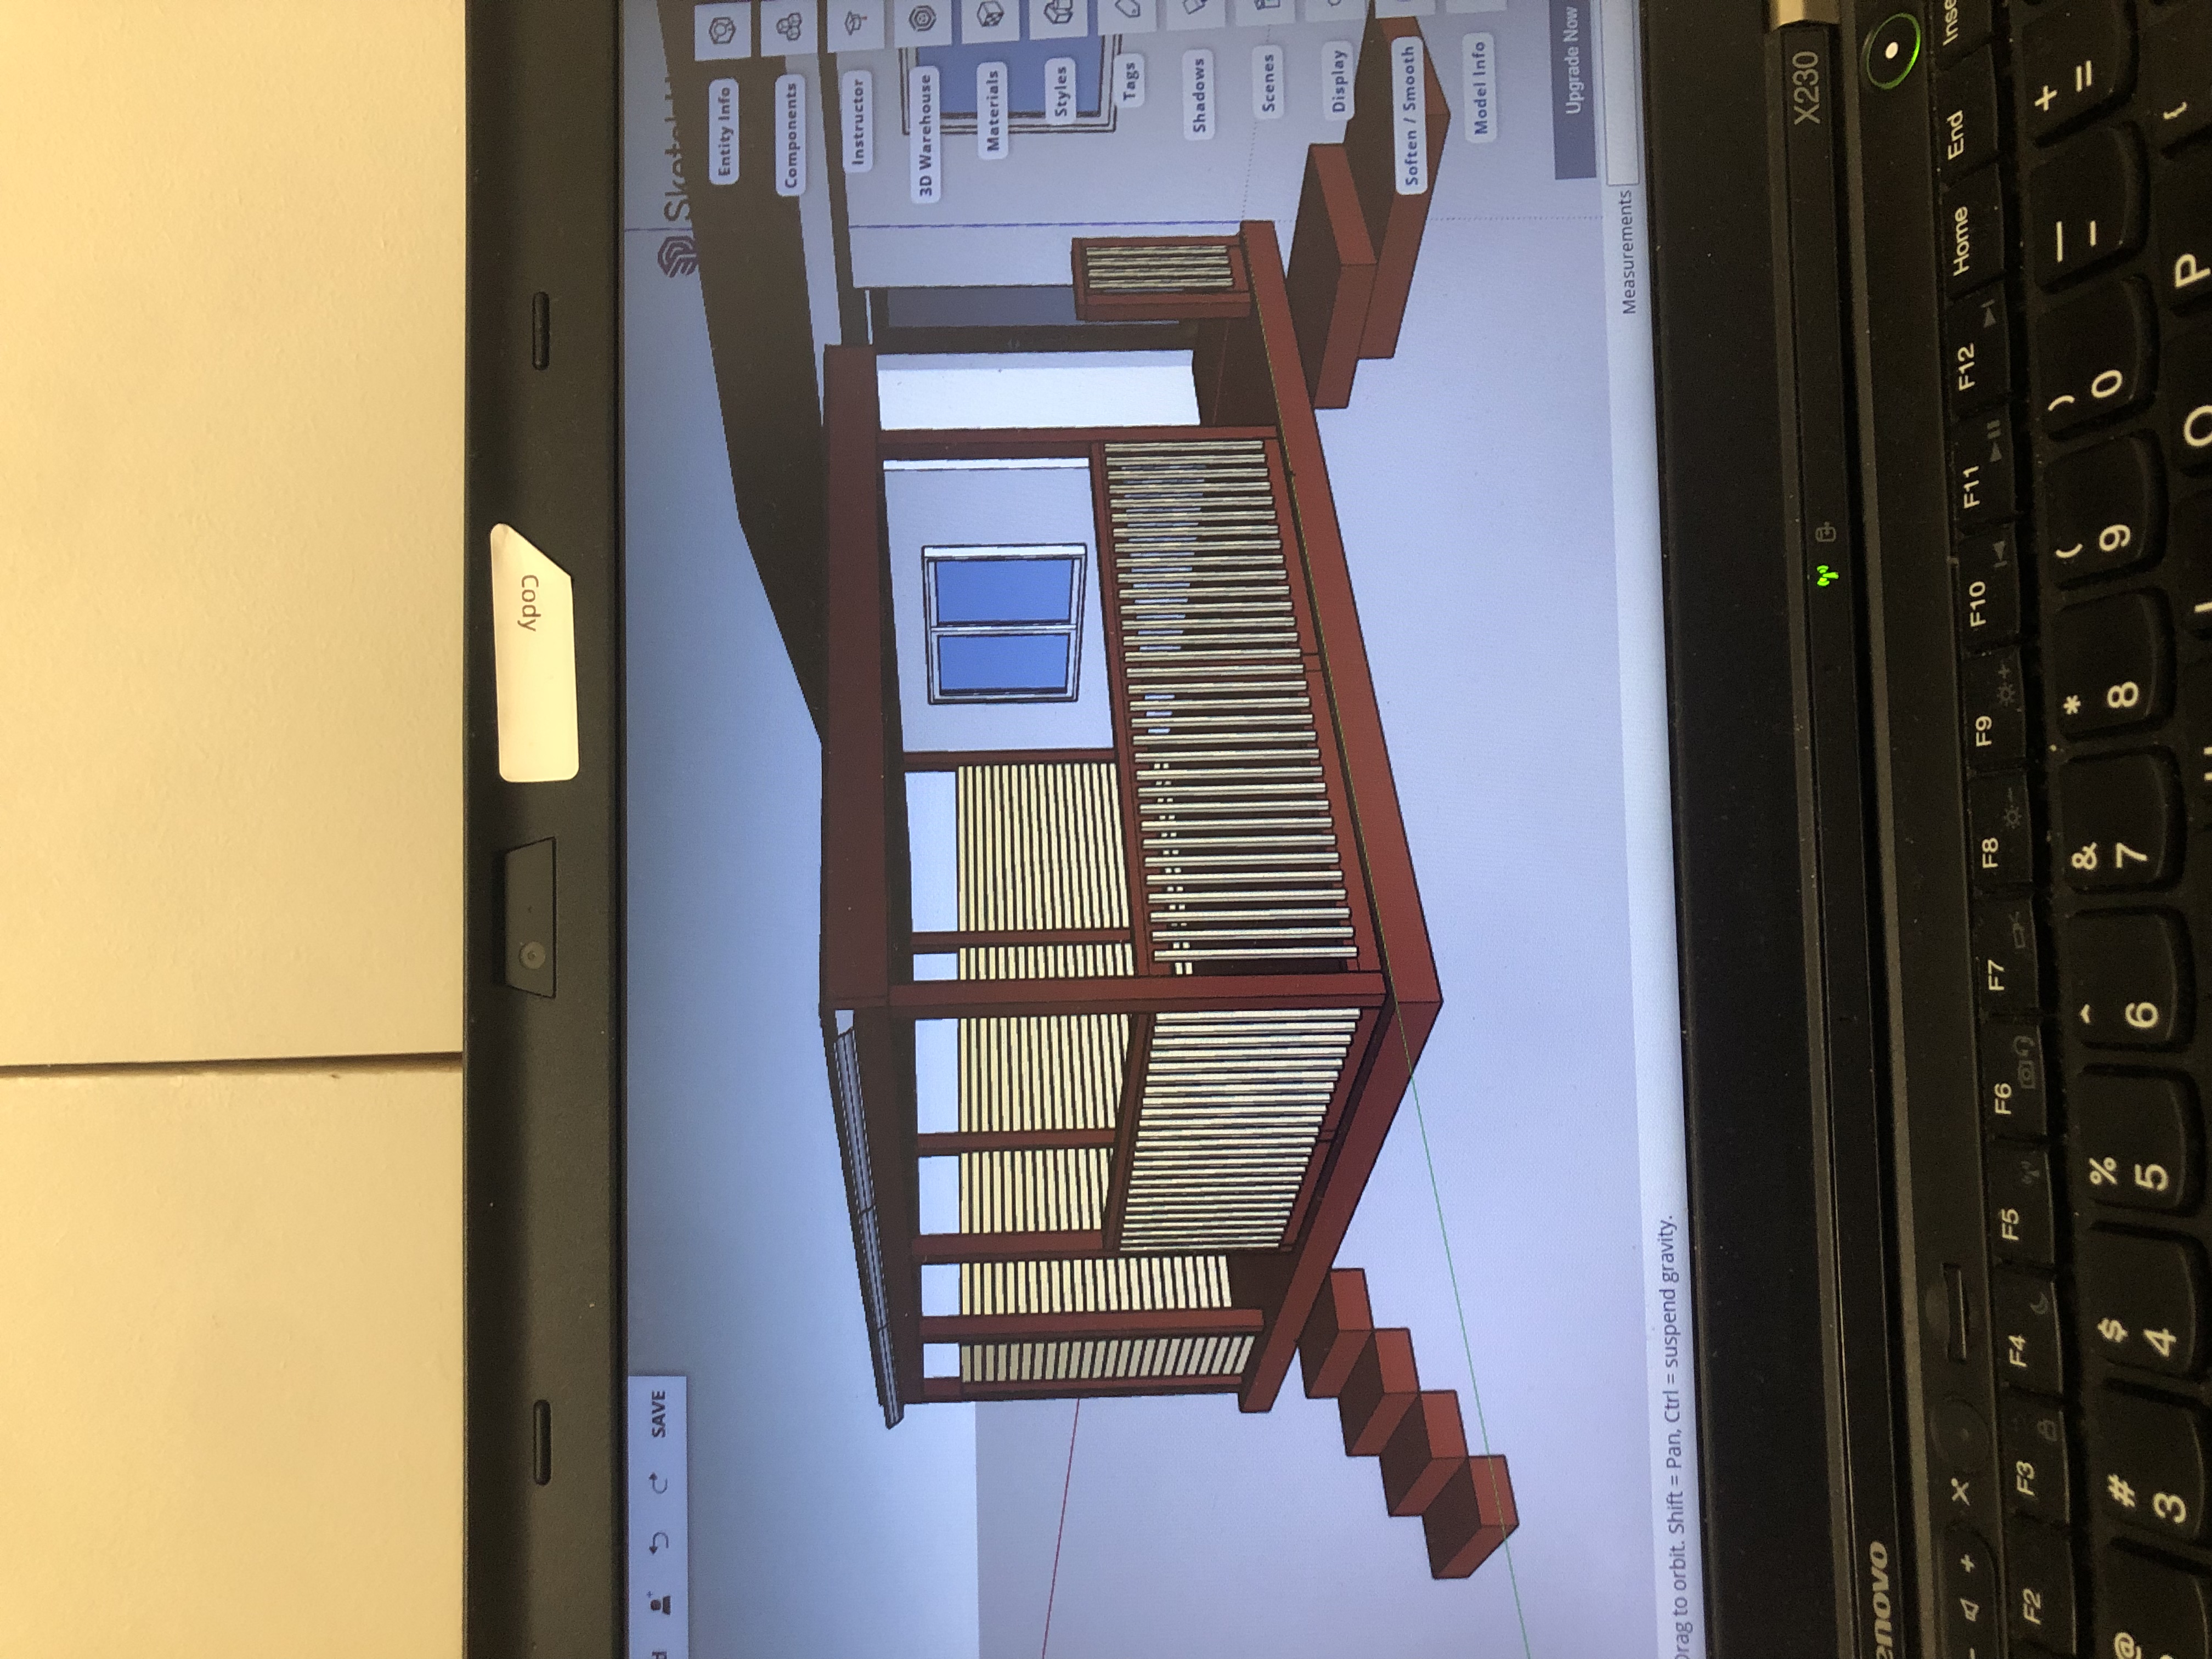 Cody
SAVE
Entity Info
Components
Instructor
3D Warehouse
Materials
Styles
Tags
Shadows
Scenes
Display
Soften / Smooth
Model Info
Upgrade Now
Measurements
Drag to orbit. Shift = Pan, Ctrl = suspend gravity.
X230
enovo
F2 F3 F4 F5 F6 F7 F8 F9 F10 F11 F12 Home End Inse
@ # $ % ^ & * ( ) — +
3 4 5 6 7 8 9 0 - =
O P {